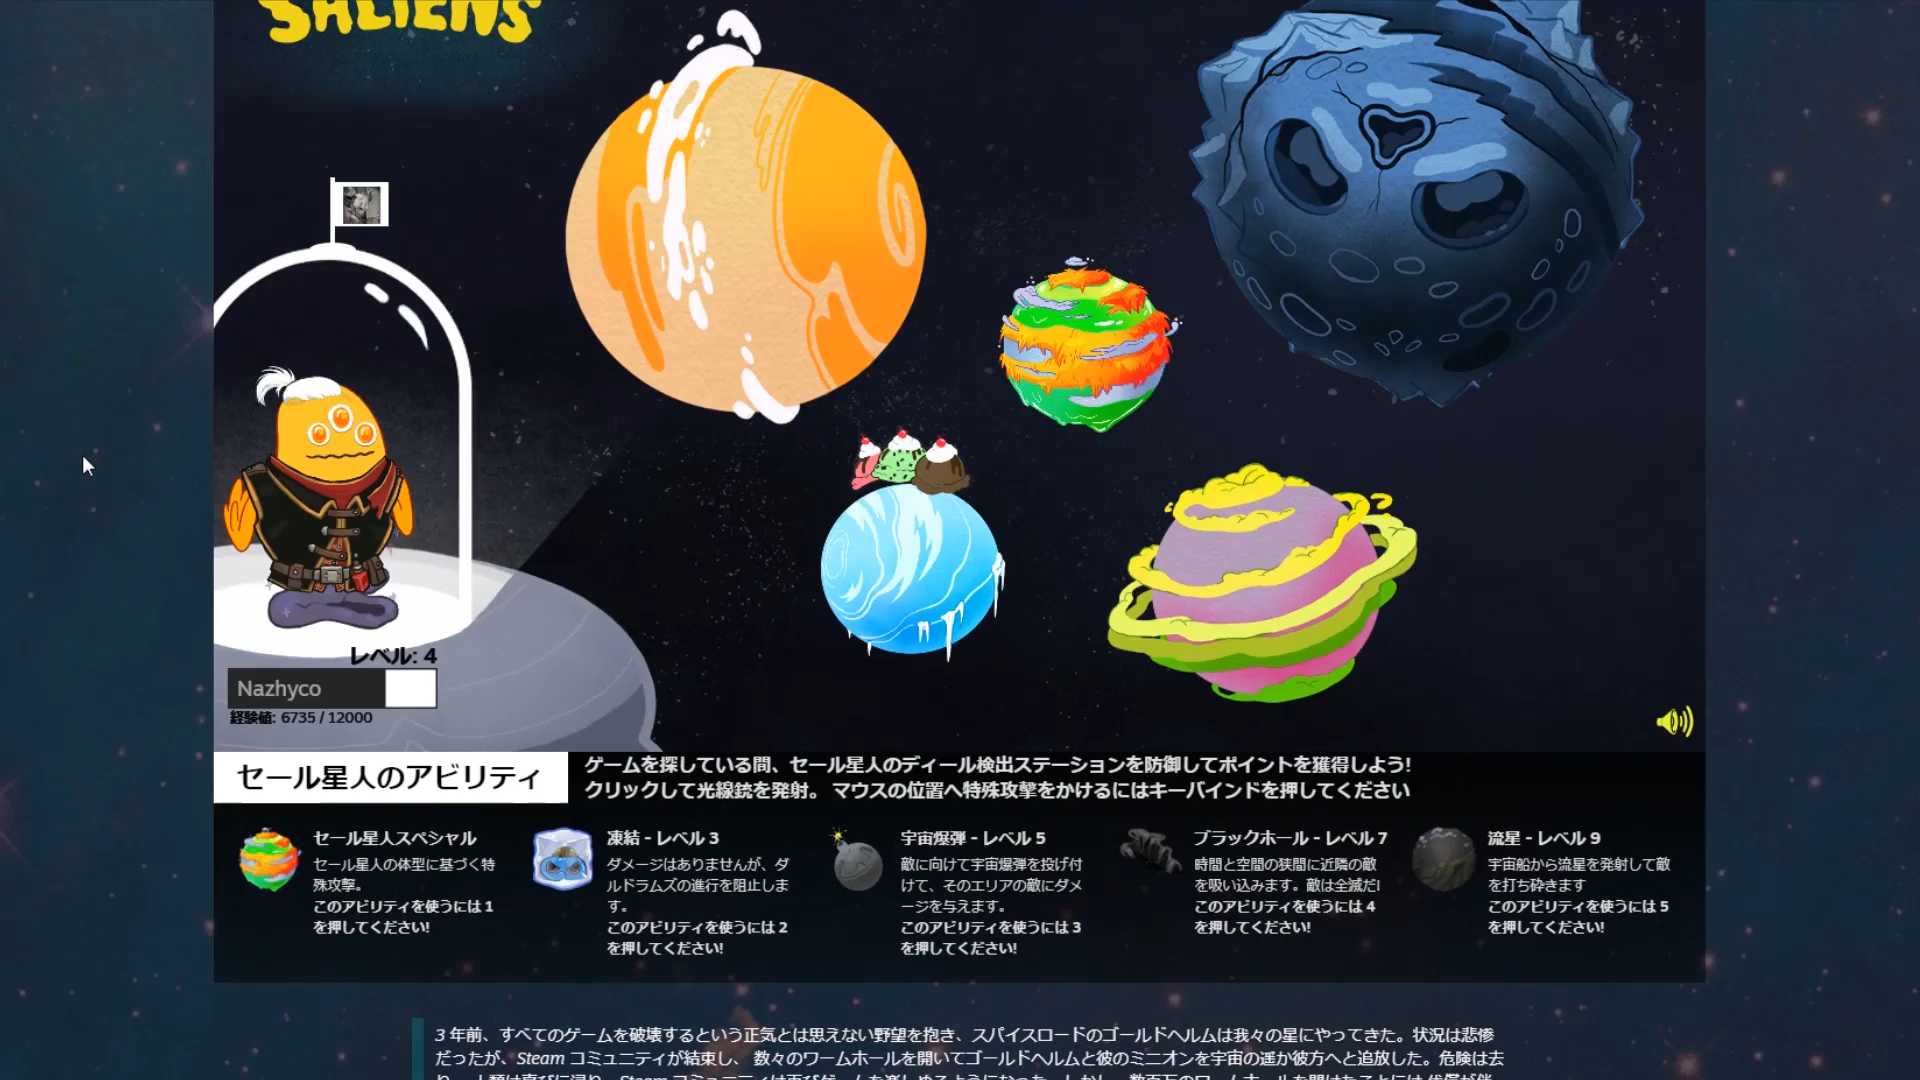 SALIENS
レベル: 4
Nazhyco
経験値: 6735 / 12000
セール星人のアビリティ
ゲームを探している間、セール星人のディール検出ステーションを防御してポイントを獲得しよう!
クリックして光線銃を発射。 マウスの位置へ特殊攻撃をかけるにはキーバインドを押してください
セール星人スペシャル
セール星人の体型に基づく特
殊攻撃。
このアビリティを使うには 1
を押してください!
凍結 - レベル 3
ダメージはありませんが、ダ
ルドラムズの進行を阻止しま
す。
このアビリティを使うには 2
を押してください!
宇宙爆弾 - レベル 5
敵に向けて宇宙爆弾を投げ付
けて、そのエリアの敵にダメ
ージを与えます。
このアビリティを使うには 3
を押してください!
ブラックホール - レベル 7
時間と空間の狭間に近隣の敵
を吸い込みます。敵は全滅だ!
このアビリティを使うには 4
を押してください!
流星 - レベル 9
宇宙船から流星を発射して敵
を打ち砕きます
このアビリティを使うには 5
を押してください!
3 年前、すべてのゲームを破壊するという正気とは思えない野望を抱き、スパイスロードのゴールドヘルムは我々の星にやってきた。状況は悲惨
だったが、Steam コミュニティが結束し、 数々のワームホールを開いてゴールドヘルムと彼のミニオンを宇宙の遥か彼方へと追放した。危険は去